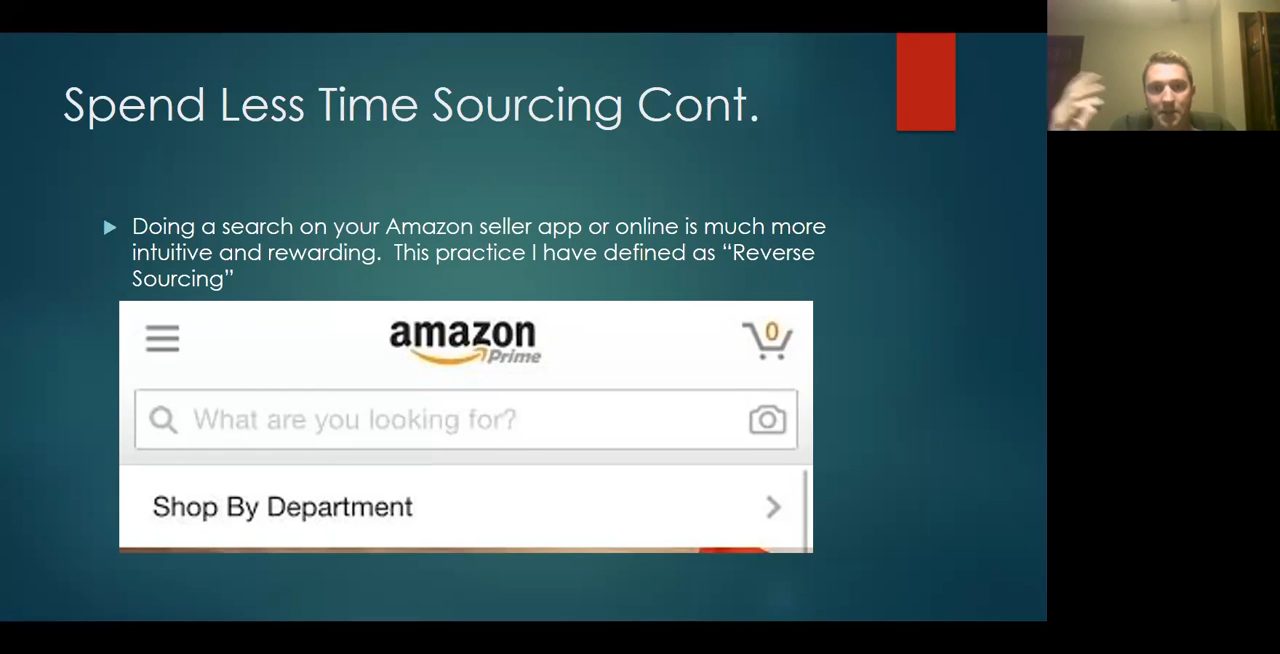 Spend Less Time Sourcing Cont.
Doing a search on your Amazon seller app or online is much more
intuitive and rewarding.  This practice I have defined as “Reverse
Sourcing”
amazon
Prime
0
What are you looking for?
Shop By Department